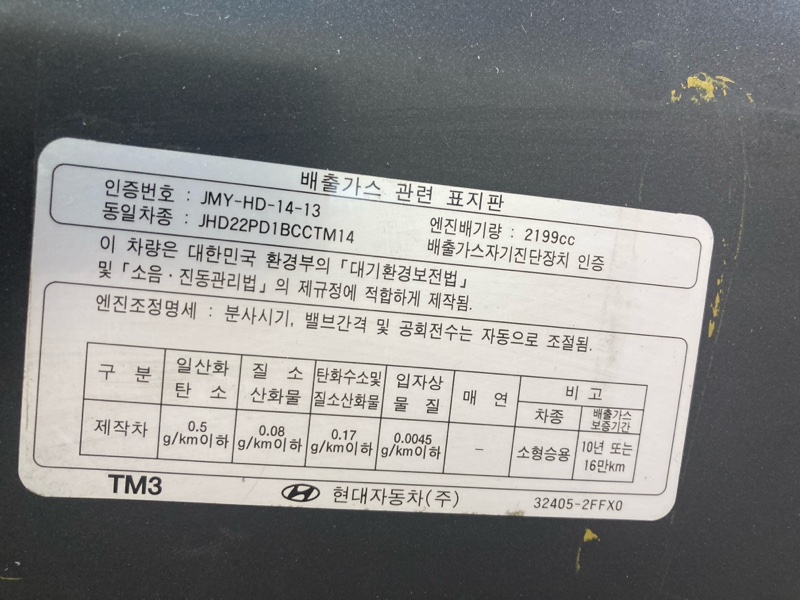 배출가스 관련 표지판
인증번호 : JMY-HD-14-13 엔진배기량 : 2199cc
동일차종 : JHD22PD1BCCTM14 배출가스자기진단장치 인증
이 차량은 대한민국 환경부의 「대기환경보전법」
및 「소음·진동관리법」의 제규정에 적합하게 제작됨.
엔진조정명세 : 분사시기, 밸브간격 및 공회전수는 자동으로 조절됨.
구 분 일산화 탄 소 질 소 산화물 탄화수소및 질소산화물 입자상 물 질 매 연 비 고
차종 배출가스 보증기간
제작차 0.5 g/km이하 0.08 g/km이하 0.17 g/km이하 0.0045 g/km이하 - 소형승용 10년 또는 16만km
TM3 현대자동차(주) 32405-2FFX0